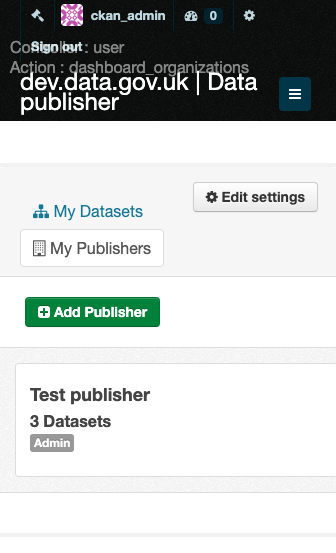 ckan_admin 0
Sign out
Controller : user
Action : dashboard_organizations
dev.data.gov.uk | Data
publisher
Edit settings
My Datasets
My Publishers
Add Publisher
Test publisher
3 Datasets
Admin